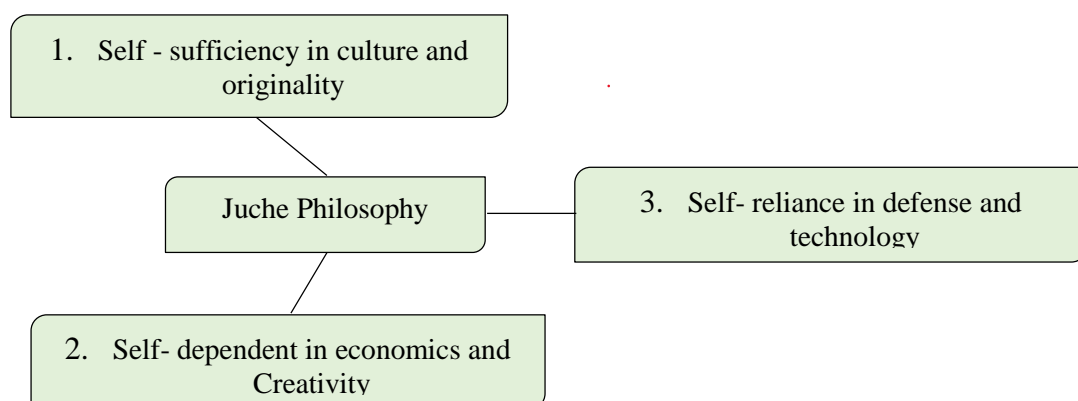 1. Self - sufficiency in culture and
originality
Juche Philosophy
3. Self- reliance in defense and
technology
2. Self- dependent in economics and
Creativity